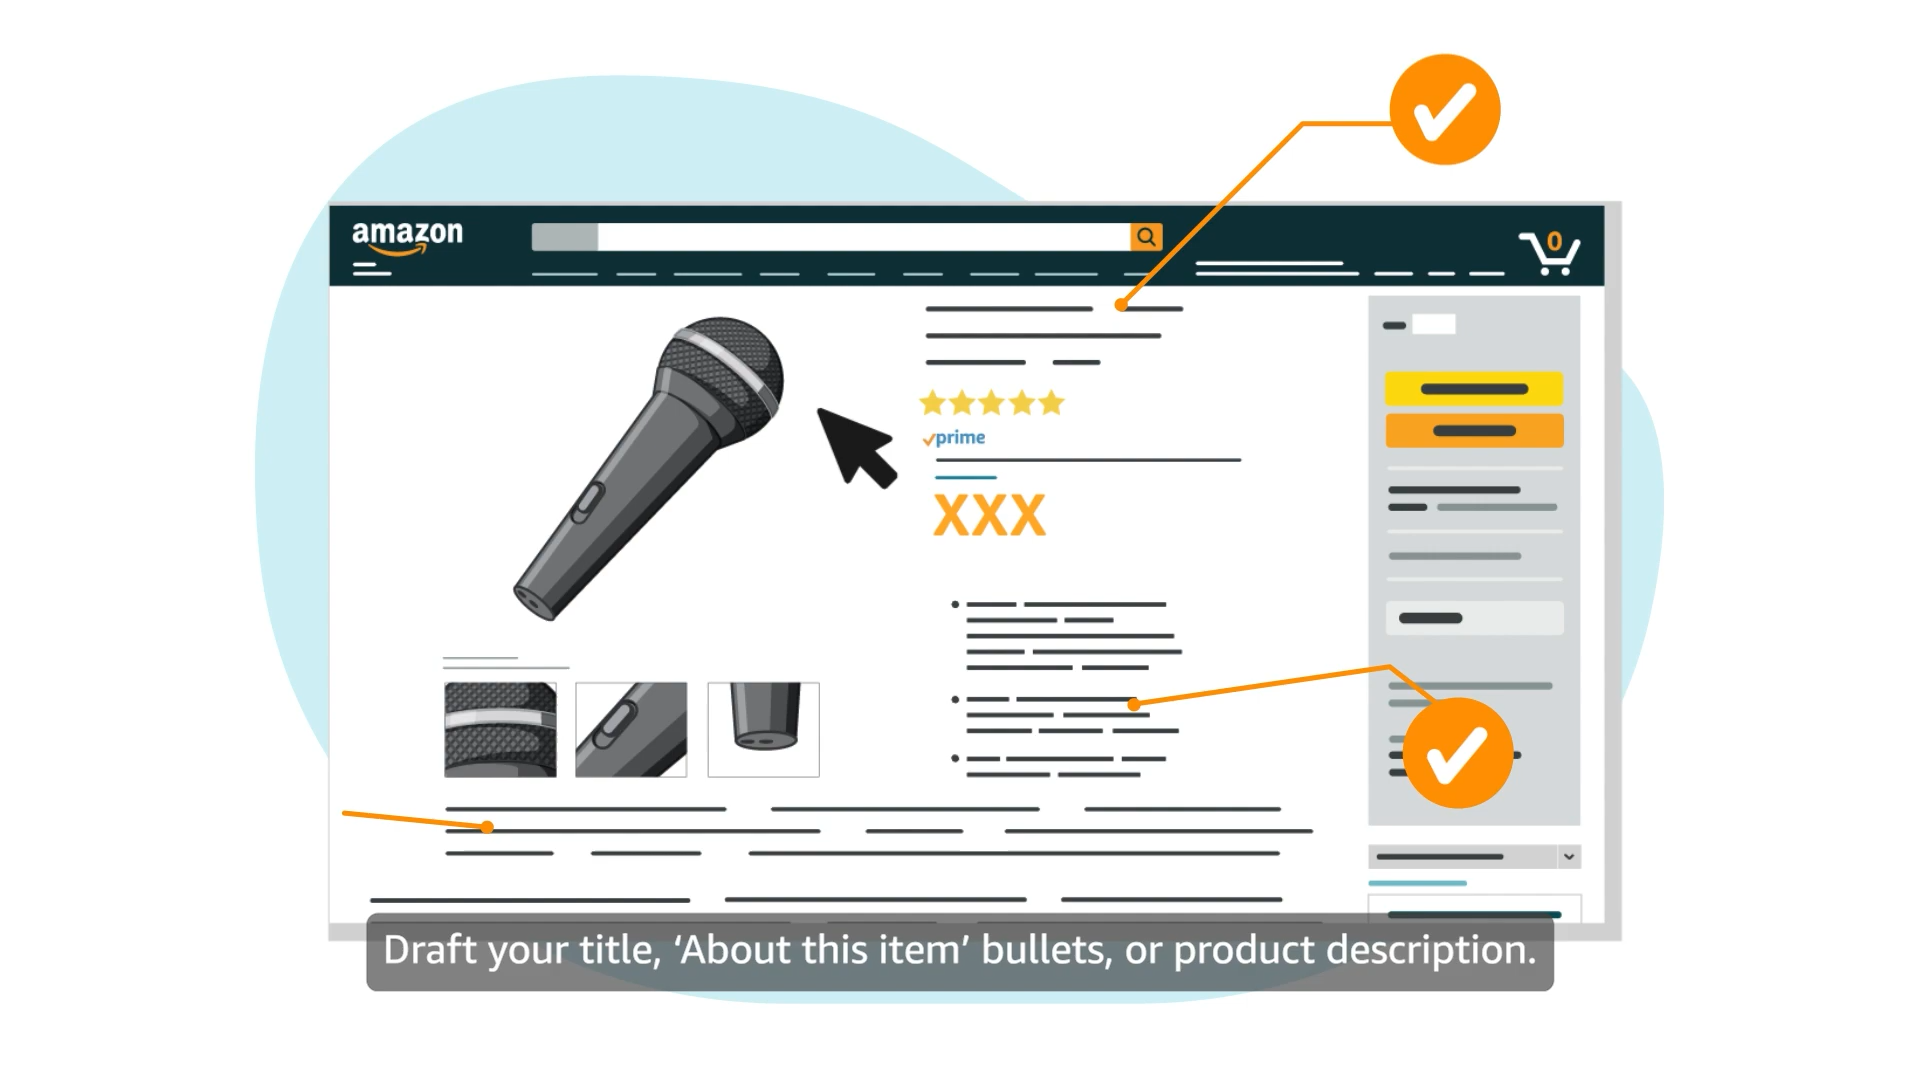 amazon
0
prime
XXX
Draft your title, ‘About this item’ bullets, or product description.